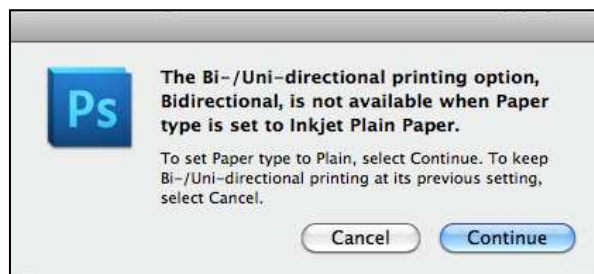 Ps
The Bi-/Uni-directional printing option,
Bidirectional, is not available when Paper
type is set to Inkjet Plain Paper.
To set Paper type to Plain, select Continue. To keep
Bi-/Uni-directional printing at its previous setting,
select Cancel.
Cancel Continue